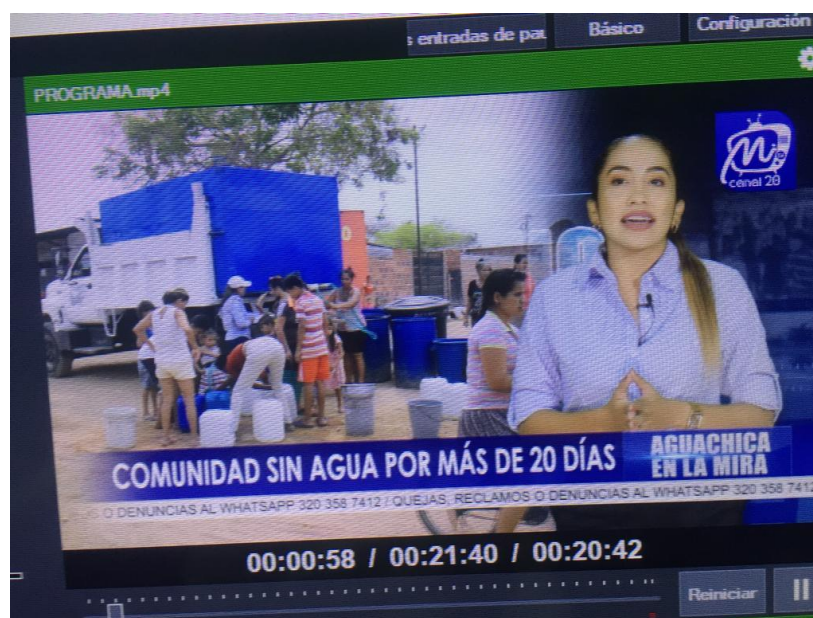 s entradas de pau
Básico
Configuración
PROGRAMA.mp4
canal 20
COMUNIDAD SIN AGUA POR MÁS DE 20 DÍAS
AGUACHICA
EN LA MIRA
O DENUNCIAS AL WHATSAPP 320 358 7412 / QUEJAS, RECLAMOS O DENUNCIAS AL WHATSAPP 320 358 7412
00:00:58 / 00:21:40 / 00:20:42
Reiniciar